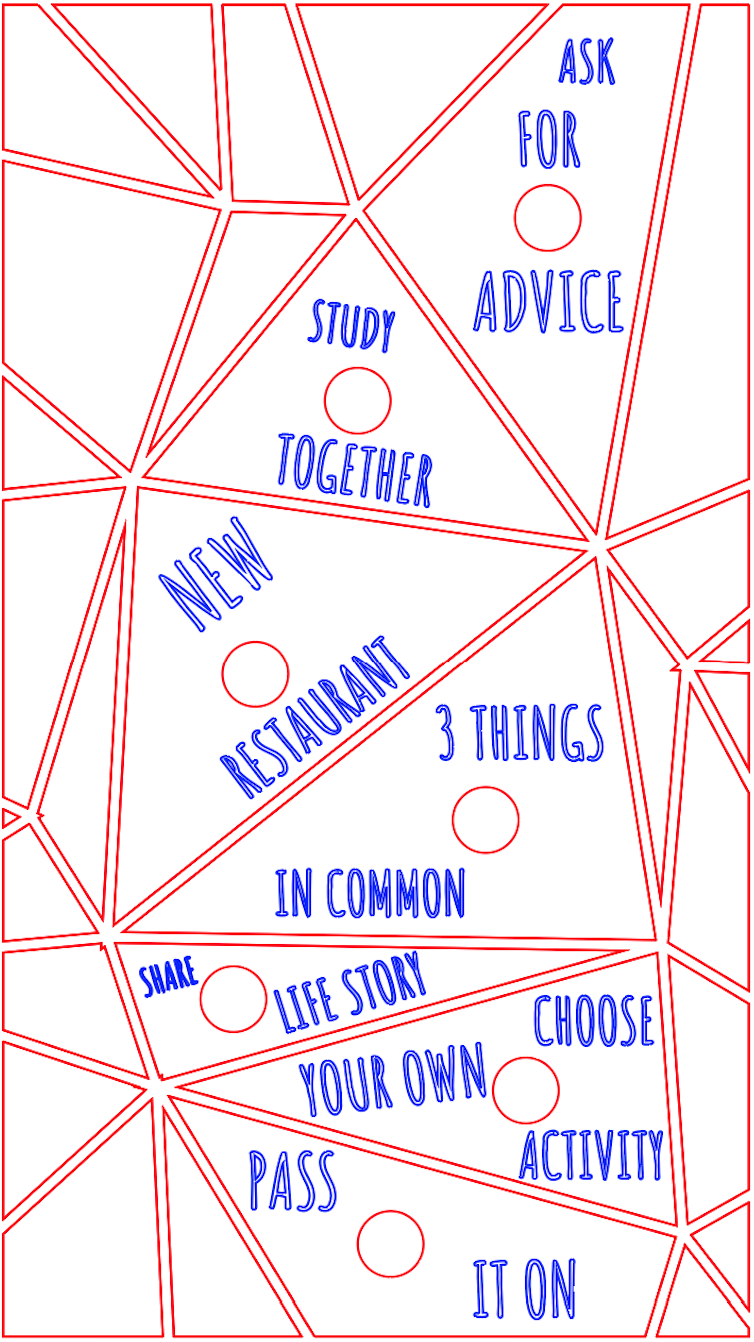 ASK
FOR
ADVICE
STUDY
TOGETHER
NEW
RESTAURANT
3 THINGS
IN COMMON
SHARE
LIFE STORY
CHOOSE
YOUR OWN
ACTIVITY
PASS
IT ON